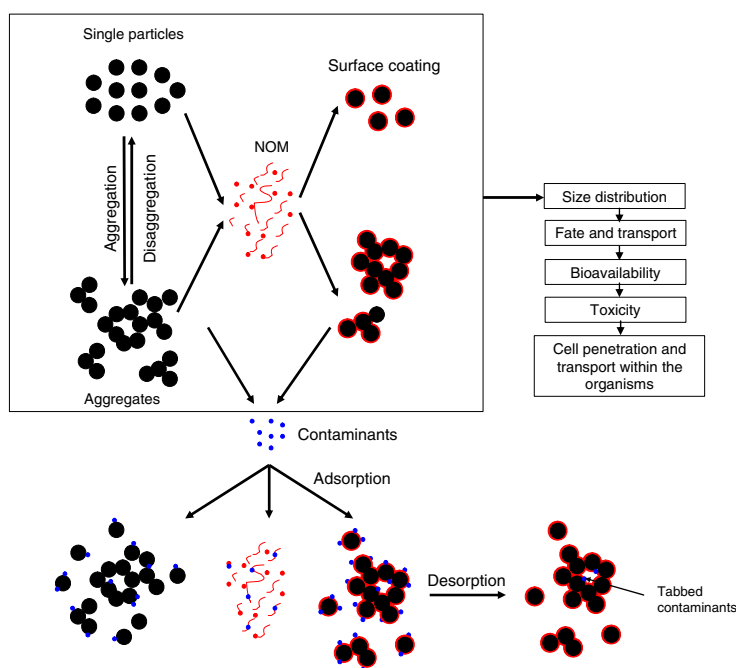 Single particles
Surface coating
NOM
Aggregation
Disaggregation
Aggregates
Size distribution
Fate and transport
Bioavailability
Toxicity
Cell penetration and
transport within the
organisms
Contaminants
Adsorption
Desorption
Tabbed
contaminants